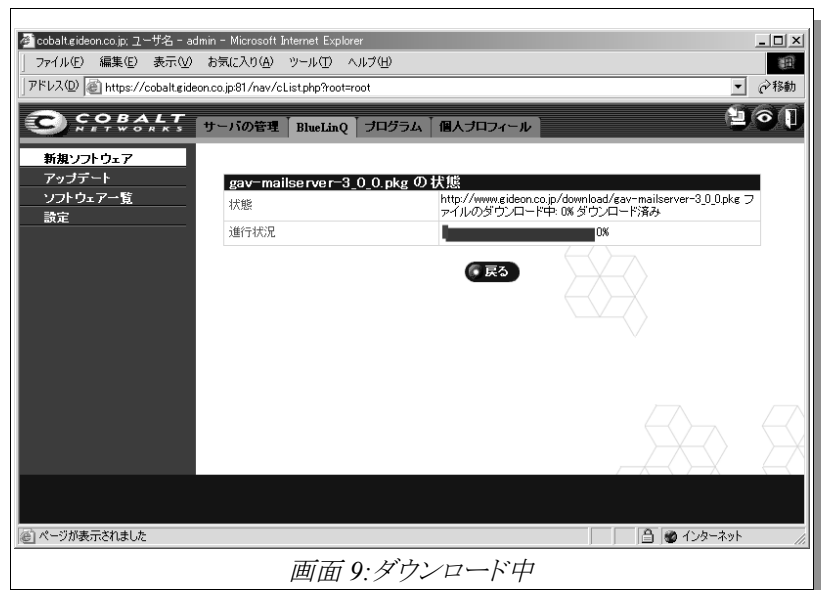 cobalt.gideon.co.jp: ユーザ名 - admin - Microsoft Internet Explorer
ファイル(F) 編集(E) 表示(V) お気に入り(A) ツール(T) ヘルプ(H)
アドレス(D) https://cobalt.gideon.co.jp:81/nav/cList.php?root=root 移動
COBALT
NETWORKS
サーバの管理 BlueLinQ プログラム 個人プロフィール
新規ソフトウェア
アップデート
ソフトウェア一覧
設定
gav-mailserver-3_0_0.pkg の 状態
状態
http://www.gideon.co.jp/download/gav-mailserver-3_0_0.pkg フ
ァイルのダウンロード中: 0% ダウンロード済み
進行状況 0%
戻る
ページが表示されました インターネット
画面 9:ダウンロード中